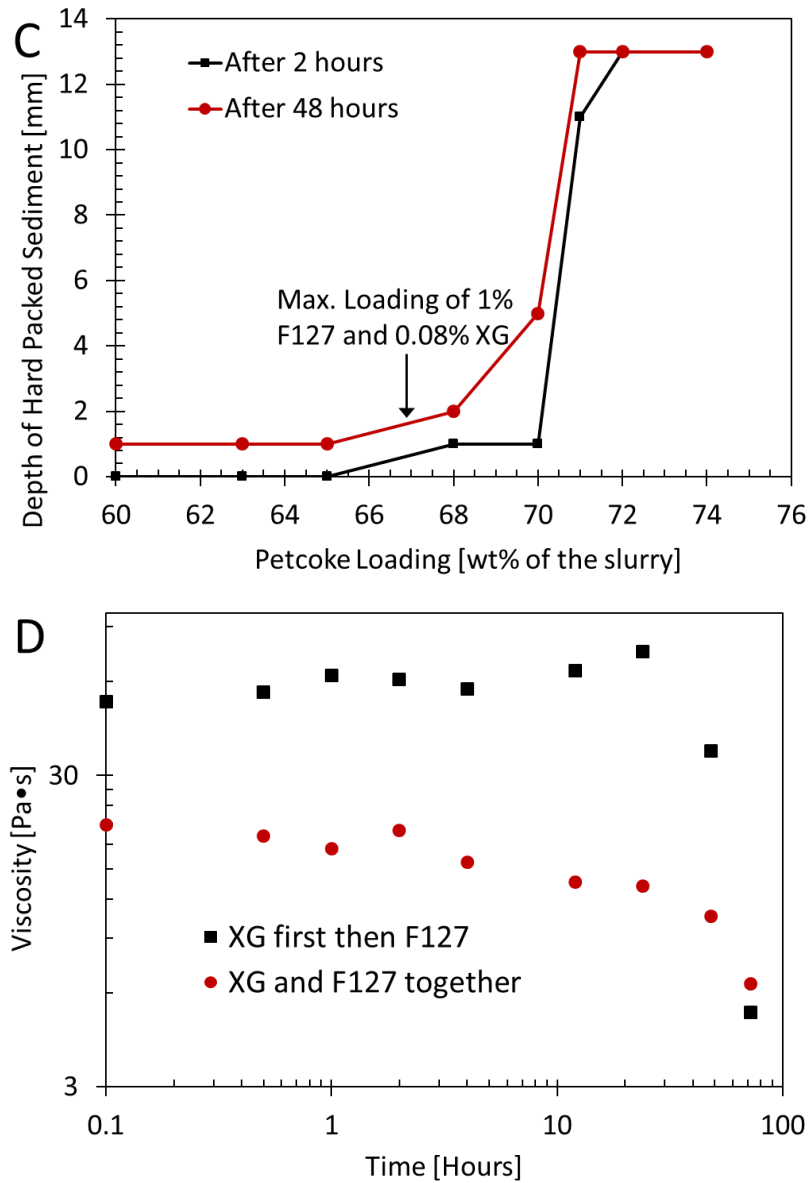 C
After 2 hours
After 48 hours
Depth of Hard Packed Sediment [mm]
14
12
10
8
6
4
2
0
Max. Loading of 1%
F127 and 0.08% XG
60 62 64 66 68 70 72 74 76
Petcoke Loading [wt% of the slurry]
D
Viscosity [Pa•s]
30
3
XG first then F127
XG and F127 together
0.1 1 10 100
Time [Hours]